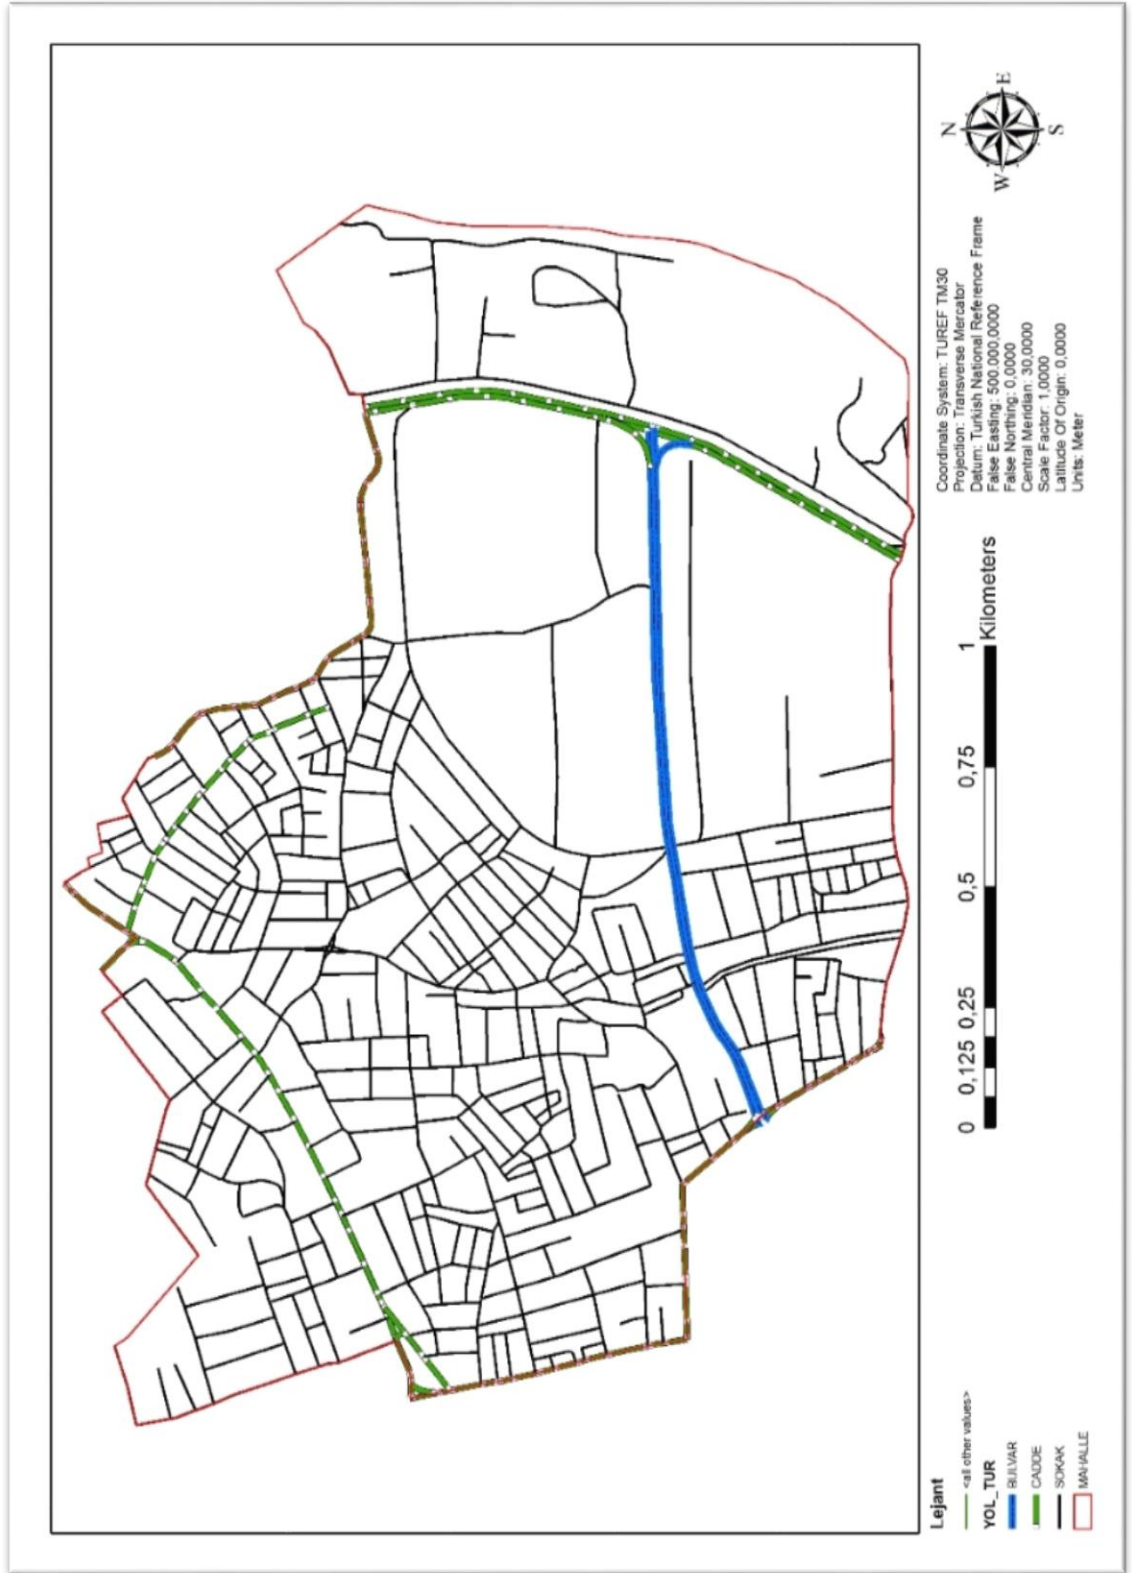 Lejant
<all other values>
YOL_TUR
BULVAR
CADDE
SOKAK
MAHALLE
0 0,125 0,25 0,5 0,75 1
Kilometers
Coordinate System: TUREF TM30
Projection: Transverse Mercator
Datum: Turkish National Reference Frame
False Easting: 500.000,0000
False Northing: 0,0000
Central Meridian: 30,0000
Scale Factor: 1,0000
Latitude Of Origin: 0,0000
Units: Meter
N
W E
S